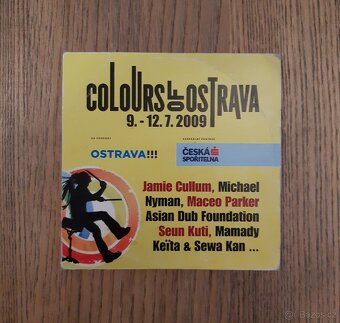 COLOURS OF OSTRAVA
9. - 12. 7. 2009
OSTRAVA!!!
ČESKÁ
SPOŘITELNA
Jamie Cullum, Michael
Nyman, Maceo Parker
Asian Dub Foundation
Seun Kuti, Mamady
Keïta & Sewa Kan ...